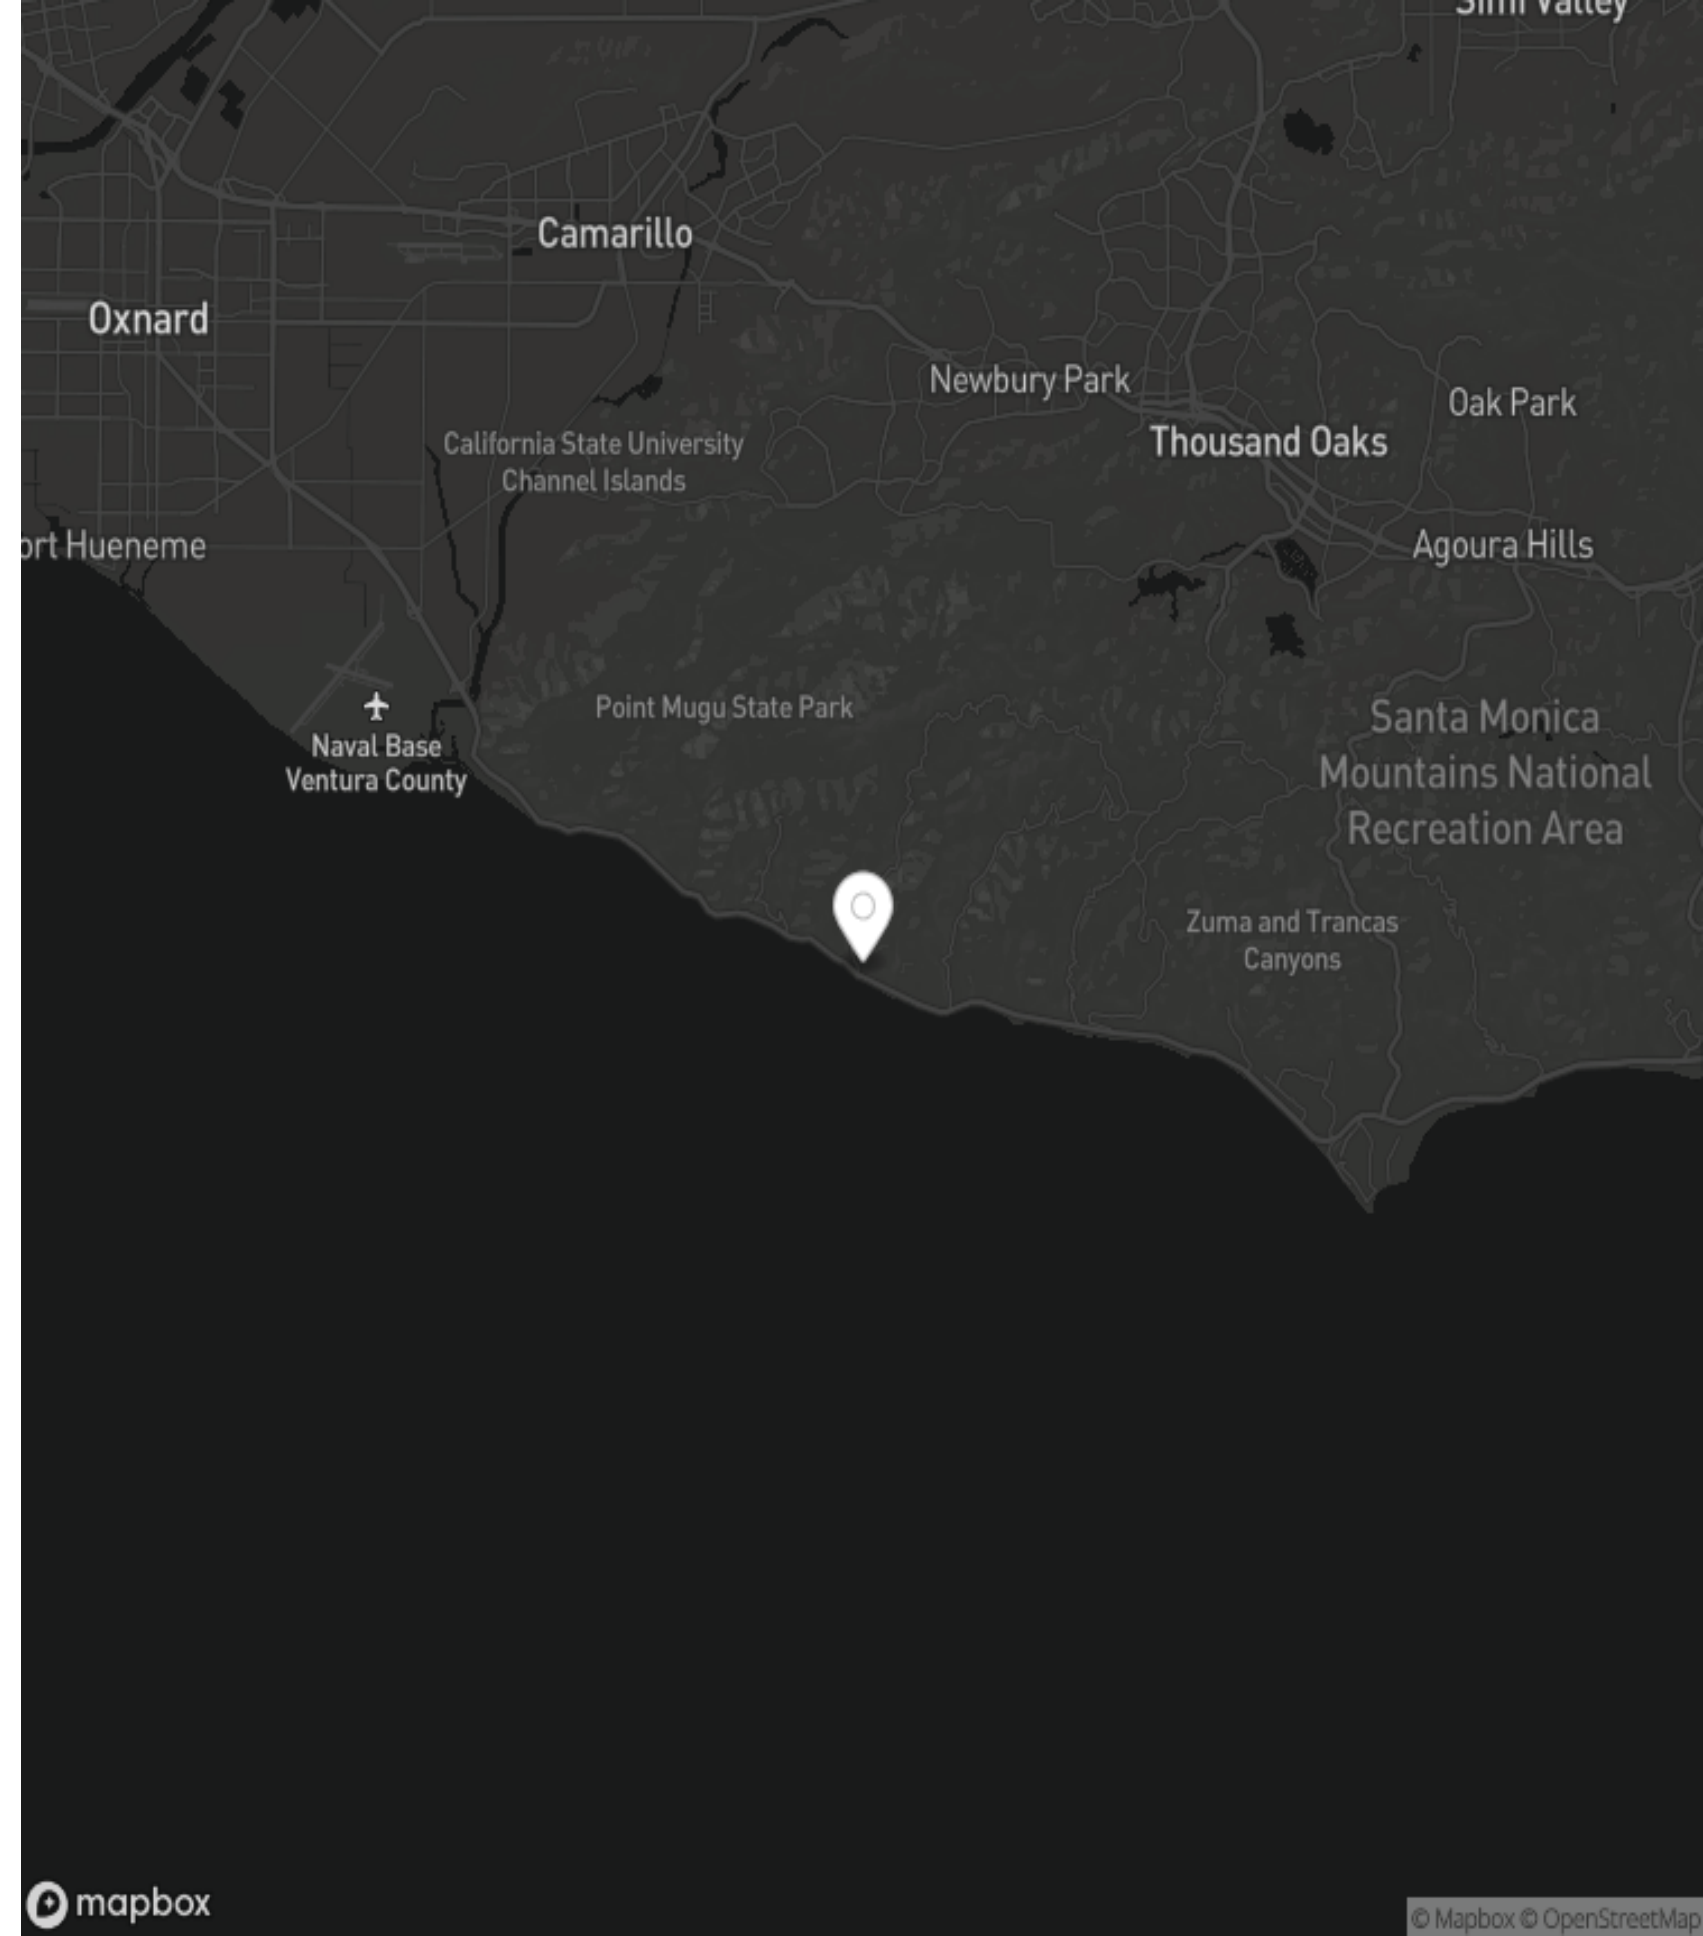 Simi Valley
Camarillo
Oxnard
Newbury Park
Oak Park
Thousand Oaks
California State University
Channel Islands
ort Hueneme
Agoura Hills
Point Mugu State Park
Santa Monica
Mountains National
Recreation Area
Naval Base
Ventura County
Zuma and Trancas
Canyons
mapbox
© Mapbox © OpenStreetMap